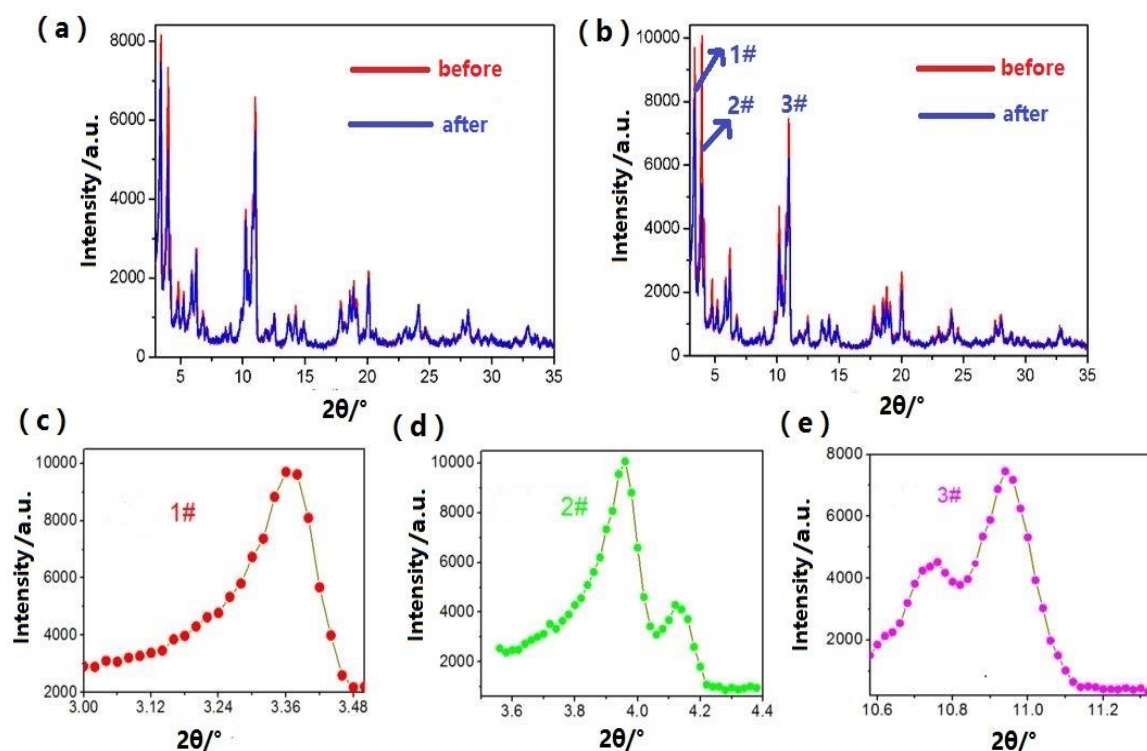 ( a )
8000
6000
4000
2000
0
Intensity/a.u.
before
after
5 10 15 20 25 30 35
2θ/°
( b )
10000
8000
6000
4000
2000
0
Intensity/a.u.
1#
2# 3#
before
after
5 10 15 20 25 30 35
2θ/°
( c )
10000
8000
6000
4000
2000
Intensity/a.u.
1#
3.00 3.12 3.24 3.36 3.48
2θ/°
( d )
10000
8000
6000
4000
2000
Intensity/a.u.
2#
3.6 3.8 4.0 4.2 4.4
2θ/°
( e )
8000
6000
4000
2000
Intensity/a.u.
3#
10.6 10.8 11.0 11.2
2θ/°